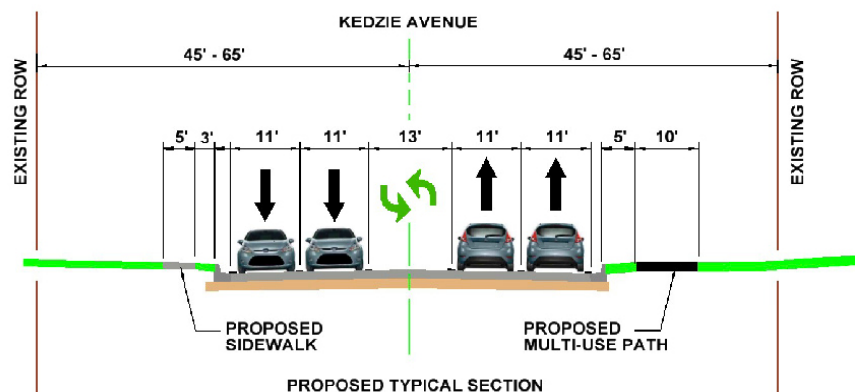 KEDZIE AVENUE
45' - 65' 45' - 65'
EXISTING ROW
EXISTING ROW
5' 3' 11' 11' 13' 11' 11' 5' 10'
PROPOSED SIDEWALK
PROPOSED MULTI-USE PATH
PROPOSED TYPICAL SECTION